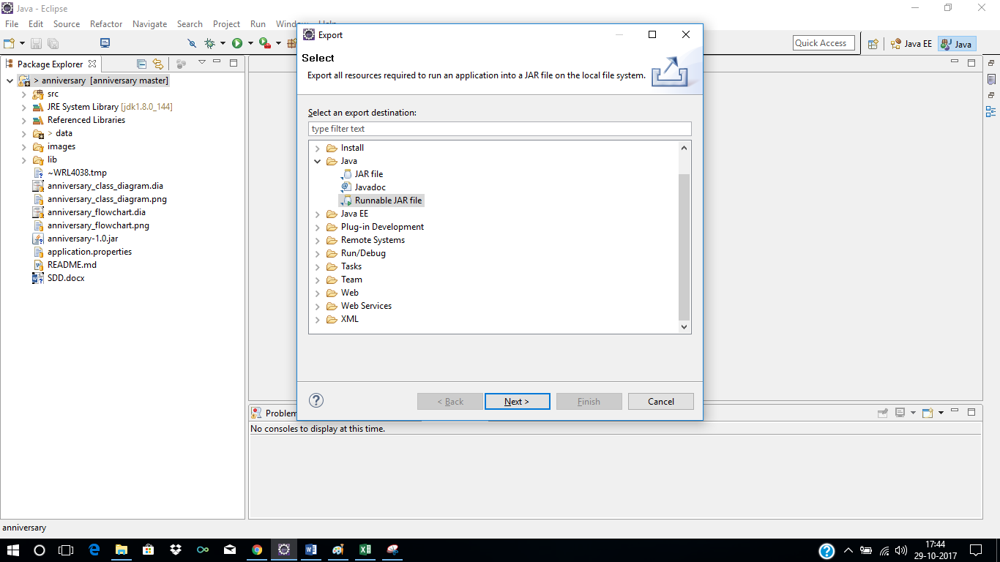 Java - Eclipse
File Edit Source Refactor Navigate Search Project Run Window Help
Quick Access
Java EE
Java
Package Explorer
> anniversary [anniversary master]
src
JRE System Library [jdk1.8.0_144]
Referenced Libraries
> data
images
lib
~WRL4038.tmp
anniversary_class_diagram.dia
anniversary_class_diagram.png
anniversary_flowchart.dia
anniversary_flowchart.png
anniversary-1.0.jar
application.properties
README.md
SDD.docx
Export
Select
Export all resources required to run an application into a JAR file on the local file system.
Select an export destination:
type filter text
Install
Java
JAR file
Javadoc
Runnable JAR file
Java EE
Plug-in Development
Remote Systems
Run/Debug
Tasks
Team
Web
Web Services
XML
< Back
Next >
Finish
Cancel
Problem
No consoles to display at this time.
anniversary
17:44
29-10-2017